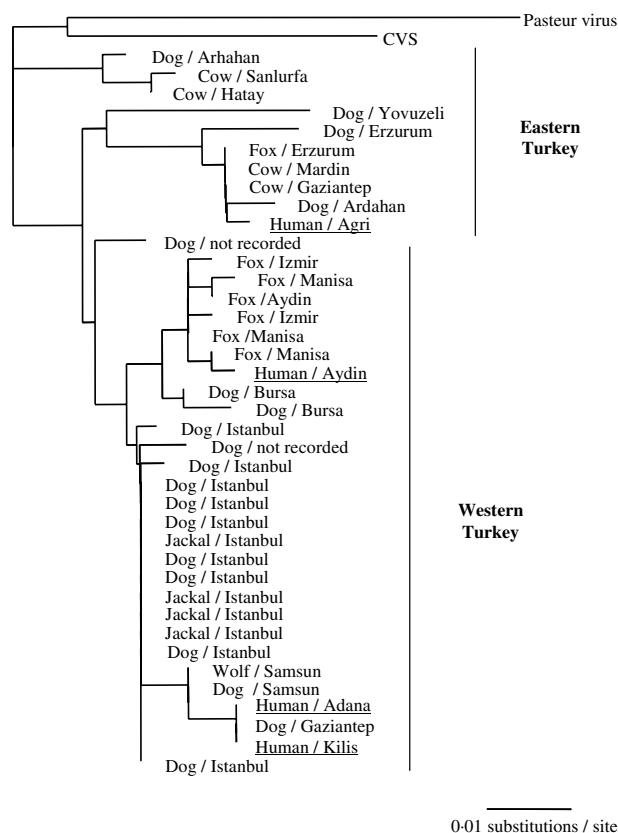 Pasteur virus
CVS
Dog / Arhahan
Cow / Sanlurfa
Cow / Hatay
Dog / Yovuzeli
Dog / Erzurum
Fox / Erzurum
Cow / Mardin
Cow / Gaziantep
Dog / Ardahan
Human / Agri
Eastern
Turkey
Dog / not recorded
Fox / Izmir
Fox / Manisa
Fox /Aydin
Fox / Izmir
Fox /Manisa
Fox / Manisa
Human / Aydin
Dog / Bursa
Dog / Bursa
Dog / Istanbul
Dog / not recorded
Dog / Istanbul
Dog / Istanbul
Dog / Istanbul
Dog / Istanbul
Jackal / Istanbul
Dog / Istanbul
Dog / Istanbul
Jackal / Istanbul
Jackal / Istanbul
Jackal / Istanbul
Dog / Istanbul
Wolf / Samsun
Dog / Samsun
Human / Adana
Dog / Gaziantep
Human / Kilis
Dog / Istanbul
Western
Turkey
0·01 substitutions / site